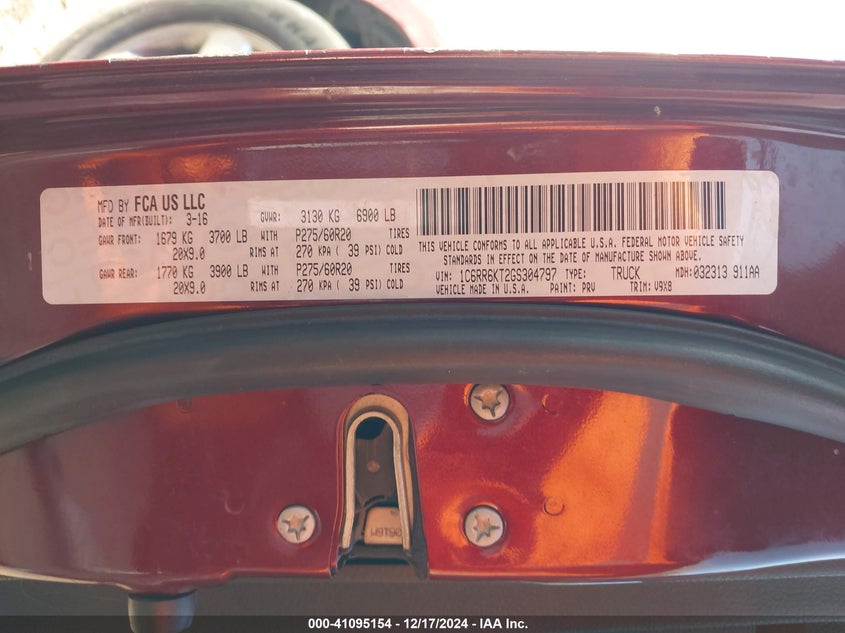 MFD BY FCA US LLC
DATE OF MFR(BUILT): 3-16 GVWR: 3130 KG 6900 LB
GAWR FRONT: 1679 KG 3700 LB WITH P275/60R20 TIRES
20X9.0 RIMS AT 270 KPA ( 39 PSI) COLD
GAWR REAR: 1770 KG 3900 LB WITH P275/60R20 TIRES
20X9.0 RIMS AT 270 KPA ( 39 PSI) COLD
THIS VEHICLE CONFORMS TO ALL APPLICABLE U.S.A. FEDERAL MOTOR VEHICLE SAFETY
STANDARDS IN EFFECT ON THE DATE OF MANUFACTURE SHOWN ABOVE.
VIN: 1C6RR6KT2GS304797 TYPE: TRUCK MDH: 032313 911AA
VEHICLE MADE IN U.S.A. PAINT: PRV TRIM: V9X8
000-41095154 - 12/17/2024 - IAA Inc.